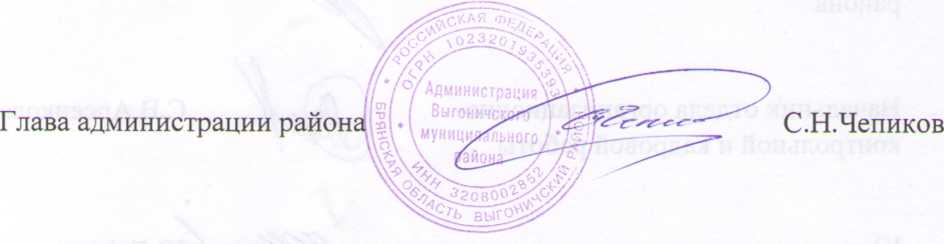 Глава администрации района
С.Н.Чепиков
РОССИЙСКАЯ ФЕДЕРАЦИЯ
БРЯНСКАЯ ОБЛАСТЬ ВЫГОНИЧСКИЙ РАЙОН
ОГРН 1023201935393
ИНН 3208002852
Администрация
Выгоничского
муниципального
района